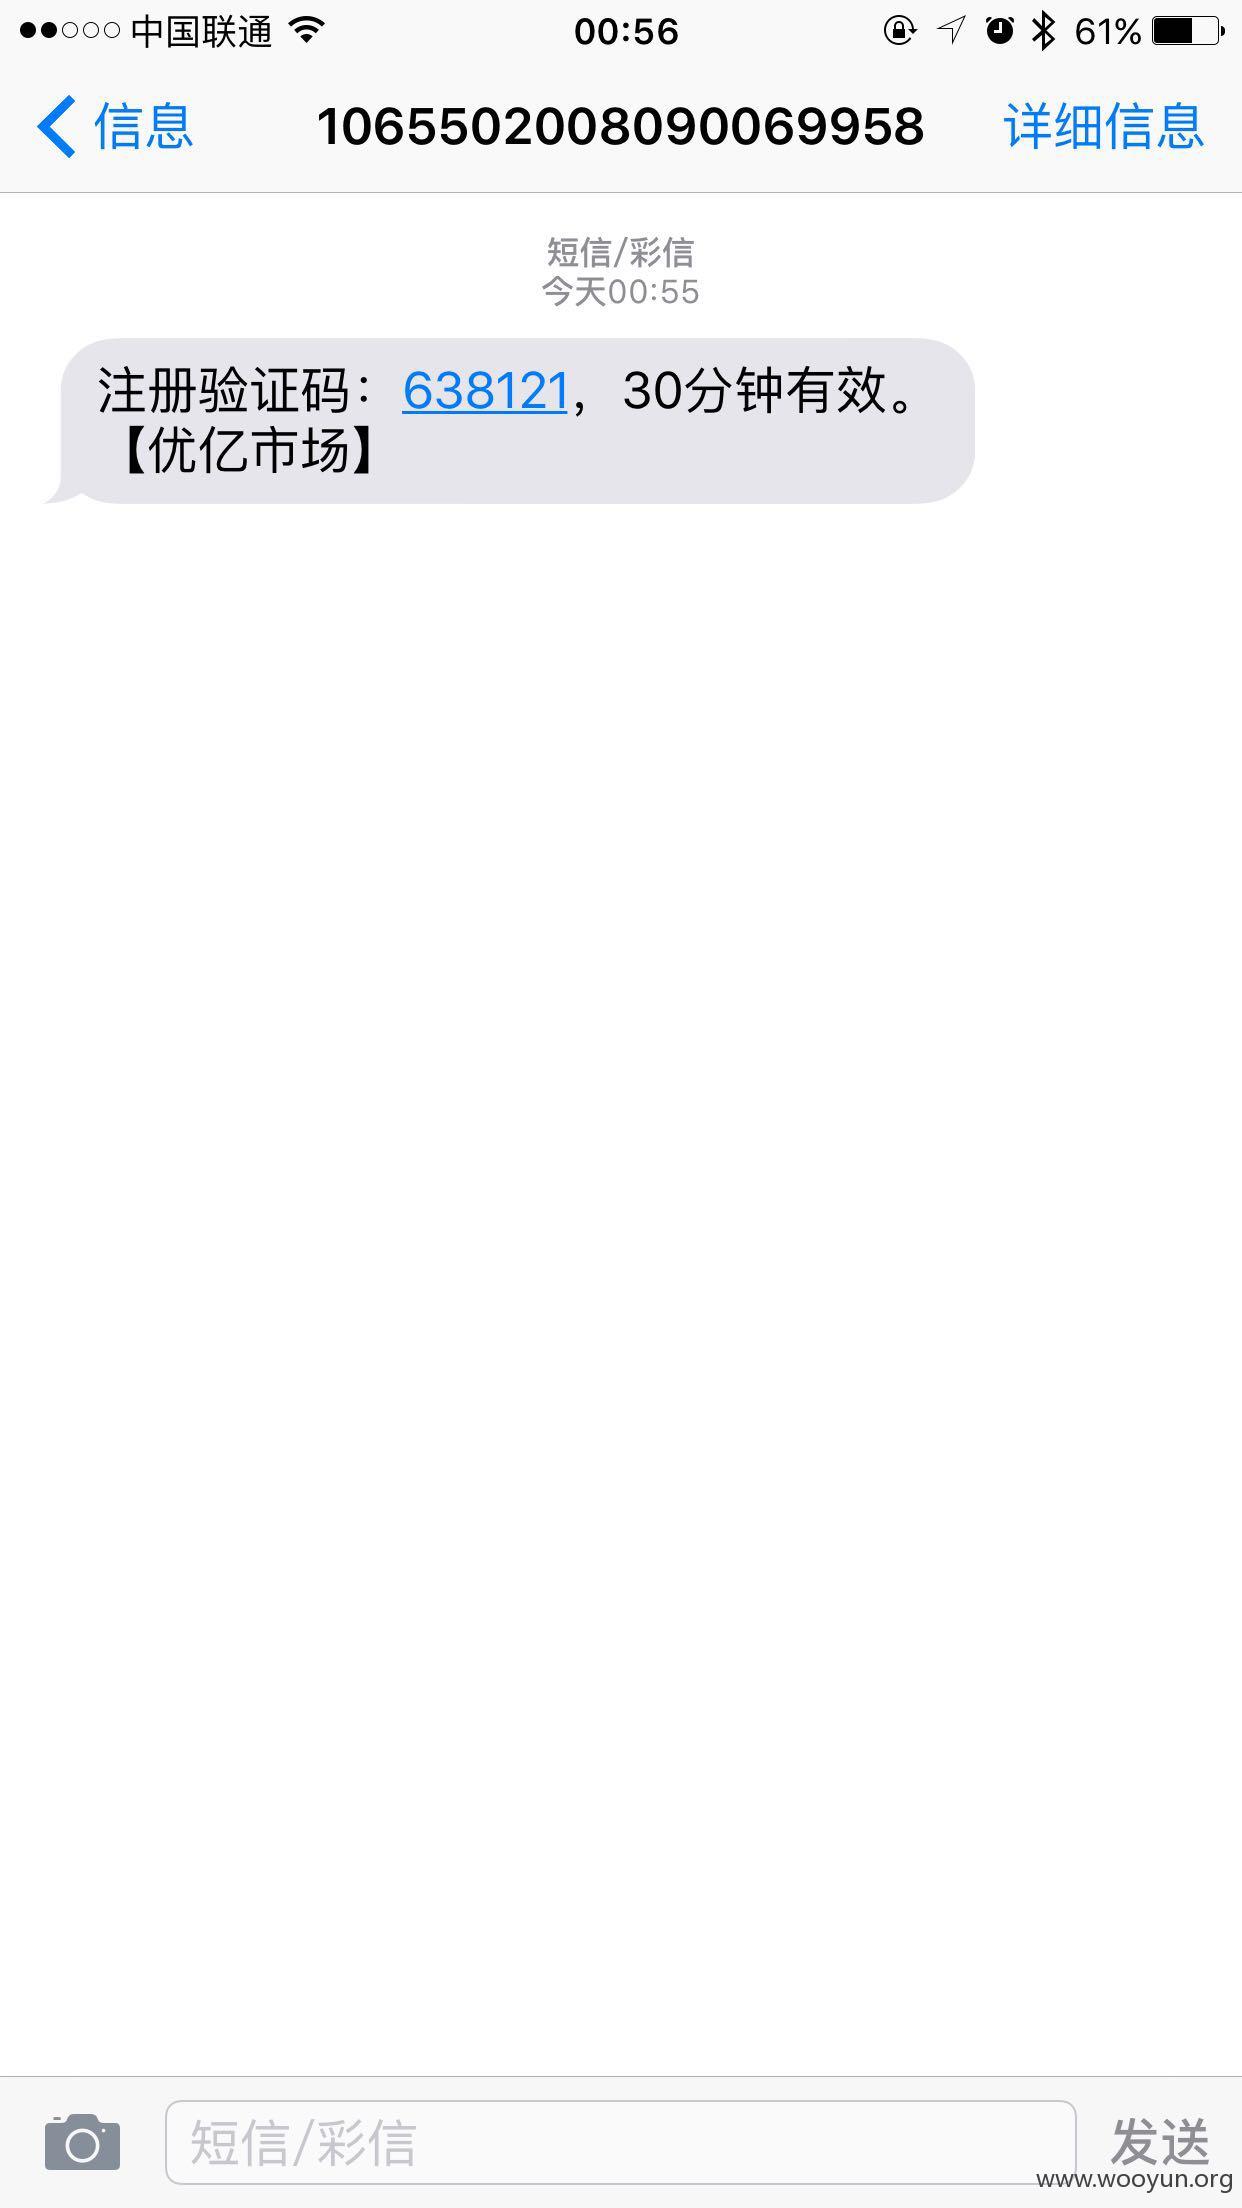 中国联通 00:56 61%
信息 1065502008090069958 详细信息
短信/彩信
今天00:55
注册验证码：638121，30分钟有效。
【优亿市场】
短信/彩信 发送
www.wooyun.org